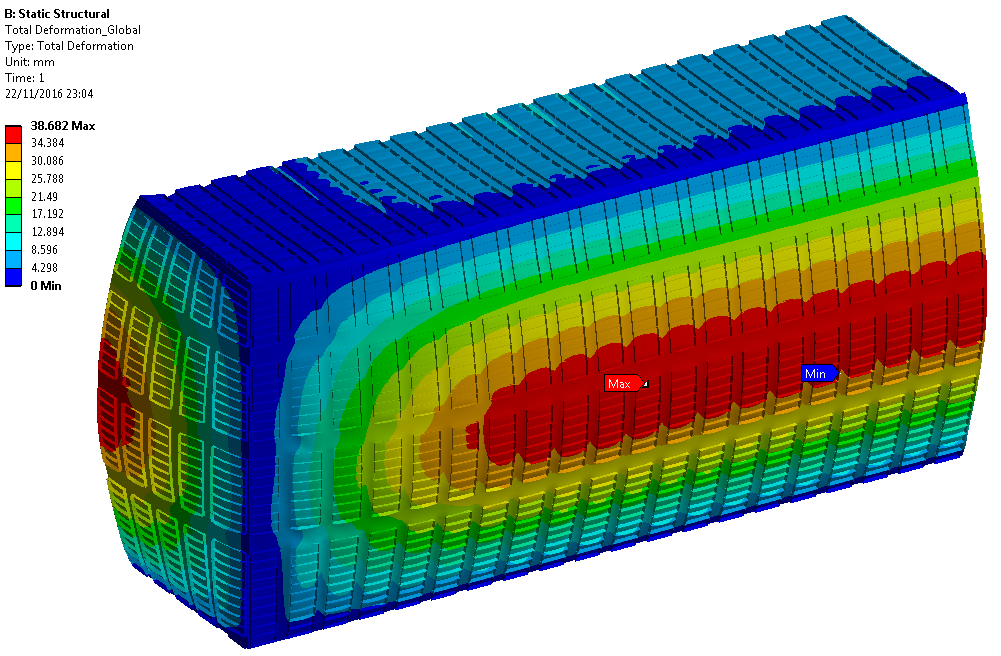 B: Static Structural
Total Deformation_Global
Type: Total Deformation
Unit: mm
Time: 1
22/11/2016 23:04
38.682 Max
34.384
30.086
25.788
21.49
17.192
12.894
8.596
4.298
0 Min
Max
Min